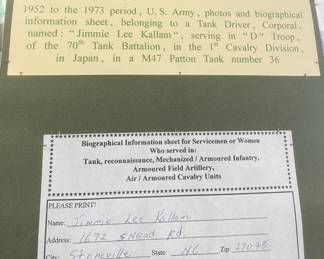 1952 to the 1973 period, U.S. Army, photos and biographical
information sheet, belonging to a Tank Driver, Corporal,
named: "Jimmie Lee Kallam", serving in "D" Troop,
of the 70th Tank Battalion, in the 1st Cavalry Division,
in Japan, in a M47 Patton Tank number 36
Biographical Information sheet for Servicemen or Women
Who served in:
Tank, reconnaissance, Mechanized / Armoured Infantry,
Armoured Field Artillery,
Air / Armoured Cavalry Units
PLEASE PRINT!
Name: Jimmie Lee Kallam
Address: 1672 SNead Rd.
City: Stoneville State: NC Zip: 27048